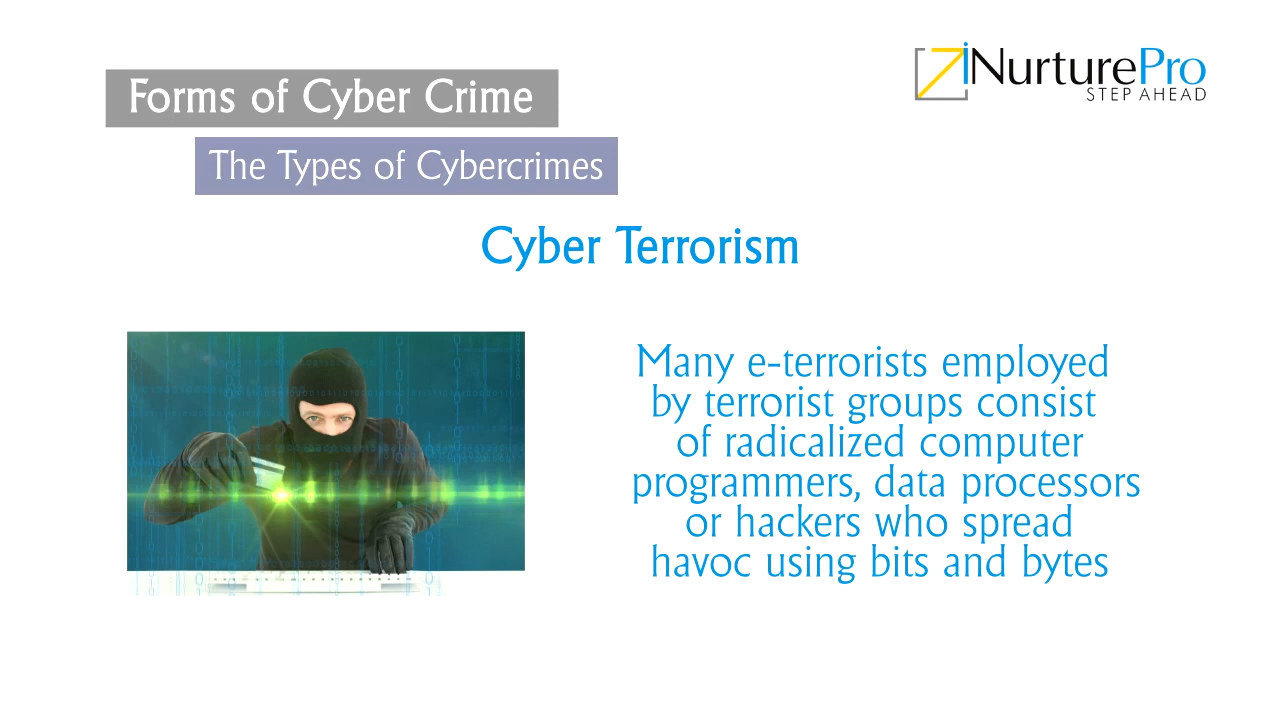 iNurturePro
STEP AHEAD
Forms of Cyber Crime
The Types of Cybercrimes
Cyber Terrorism
Many e-terrorists employed
by terrorist groups consist
of radicalized computer
programmers, data processors
or hackers who spread
havoc using bits and bytes